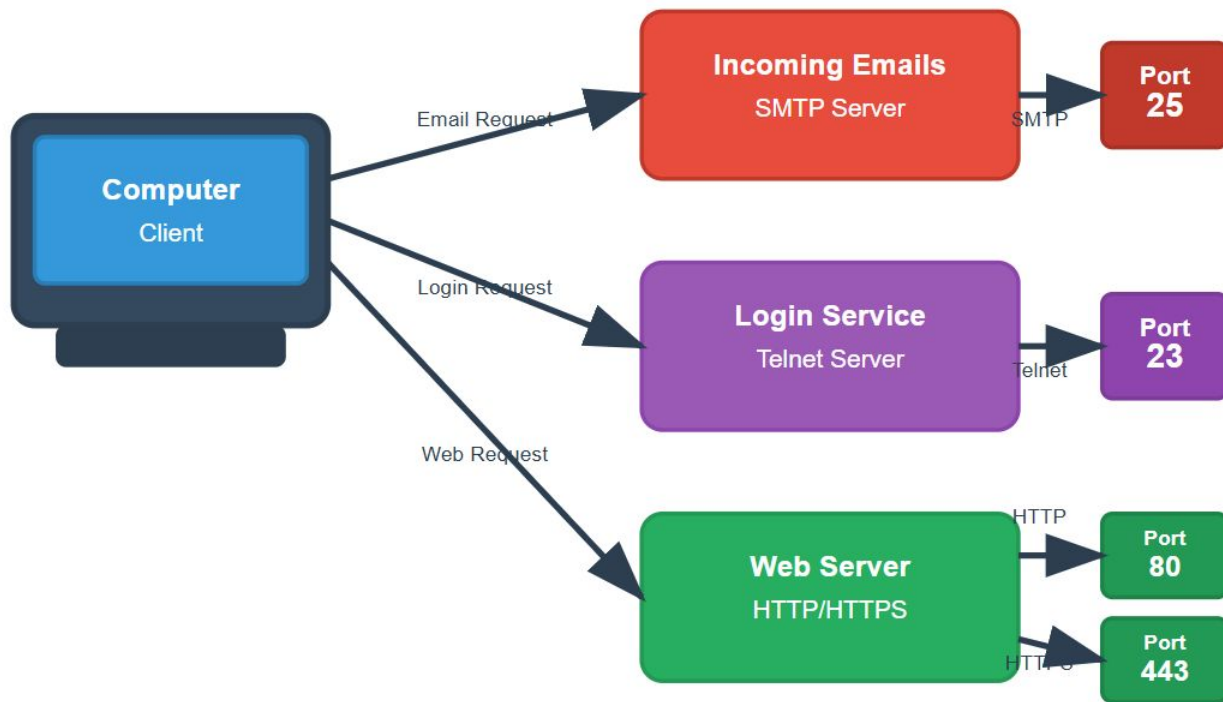 Computer
Client
Email Request
Login Request
Web Request
Incoming Emails
SMTP Server
SMTP
Port
25
Login Service
Telnet Server
Telnet
Port
23
Web Server
HTTP/HTTPS
HTTP
Port
80
HTTPS
Port
443